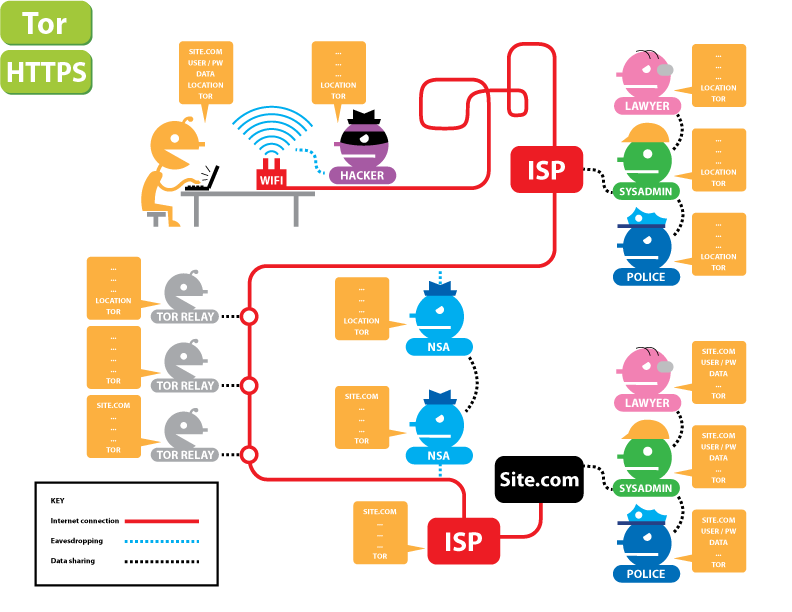 Tor
HTTPS
SITE.COM
USER / PW
DATA
LOCATION
TOR
...
...
...
LOCATION
TOR
WIFI
HACKER
ISP
LAWYER
...
...
...
LOCATION
TOR
SYSADMIN
...
...
...
LOCATION
TOR
POLICE
...
...
...
LOCATION
TOR
...
...
...
LOCATION
TOR
TOR RELAY
...
...
...
...
TOR
TOR RELAY
SITE.COM
...
...
...
TOR
TOR RELAY
...
...
...
LOCATION
TOR
NSA
SITE.COM
...
...
...
TOR
NSA
Site.com
LAWYER
SITE.COM
USER / PW
DATA
...
TOR
SYSADMIN
SITE.COM
USER / PW
DATA
...
TOR
POLICE
SITE.COM
USER / PW
DATA
...
TOR
SITE.COM
...
...
...
TOR
ISP
KEY
Internet connection
Eavesdropping
Data sharing